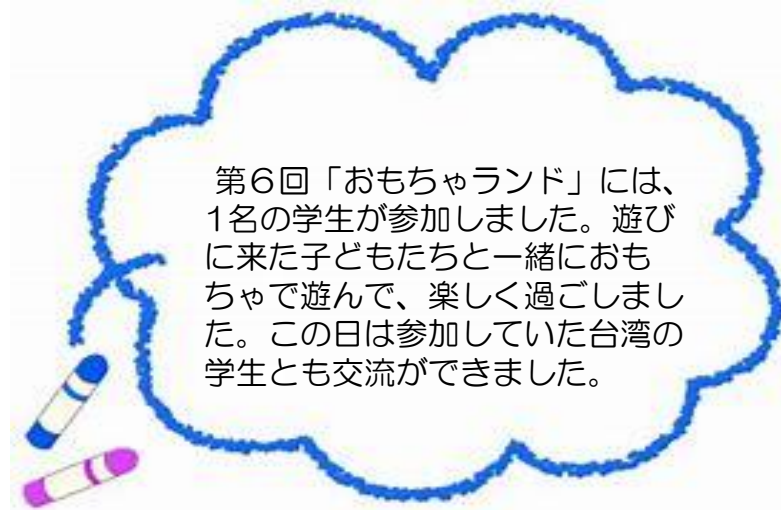 第６回「おもちゃランド」には、
1名の学生が参加しました。遊び
に来た子どもたちと一緒におも
ちゃで遊んで、楽しく過ごしまし
た。この日は参加していた台湾の
学生とも交流ができました。